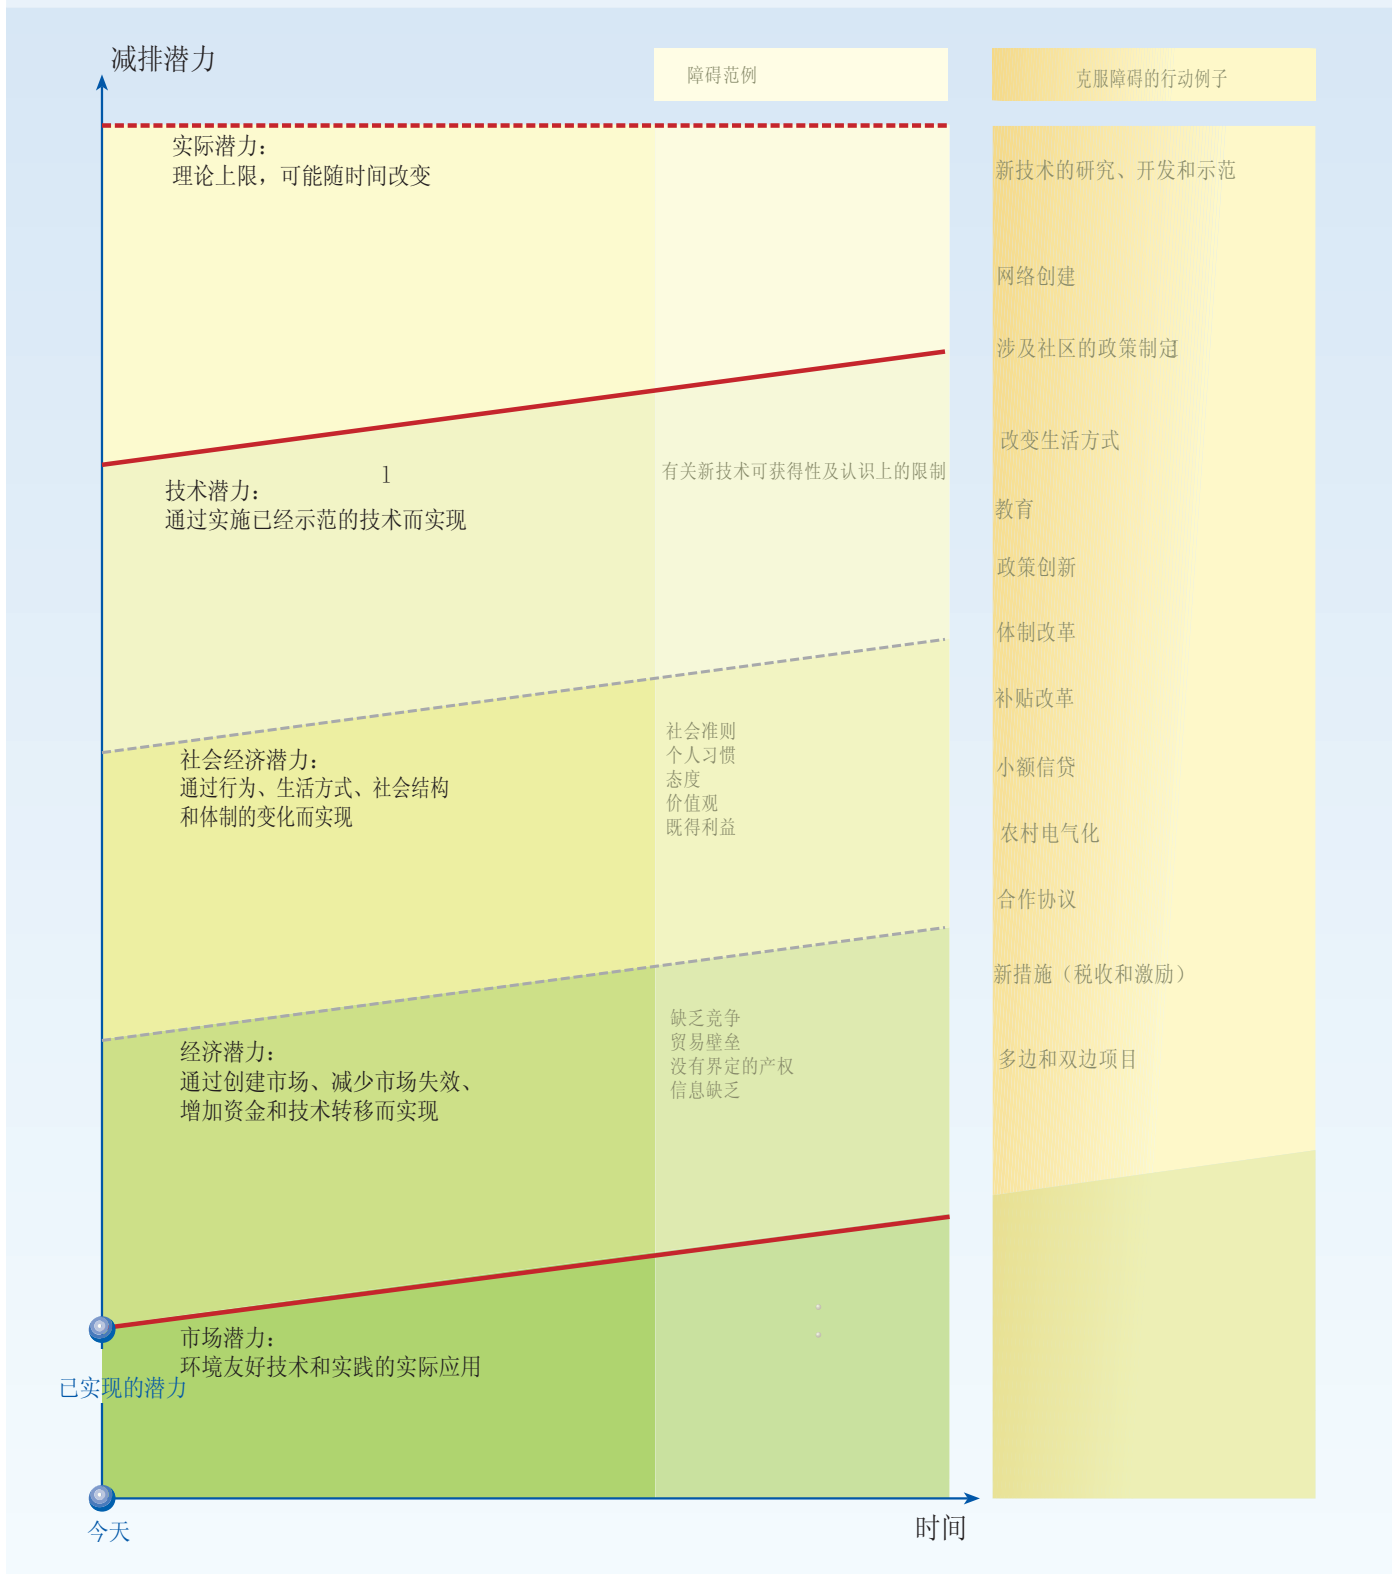 减排潜力
障碍范例
克服障碍的行动例子
实际潜力：
理论上限，可能随时间改变
新技术的研究、开发和示范
网络创建
涉及社区的政策制定
改变生活方式
1
技术潜力：
通过实施已经示范的技术而实现
有关新技术可获得性及认识上的限制
教育
政策创新
体制改革
补贴改革
社会经济潜力：
通过行为、生活方式、社会结构
和体制的变化而实现
社会准则
个人习惯
态度
价值观
既得利益
小额信贷
农村电气化
合作协议
新措施（税收和激励）
经济潜力：
通过创建市场、减少市场失效、
增加资金和技术转移而实现
缺乏竞争
贸易壁垒
没有界定的产权
信息缺乏
多边和双边项目
市场潜力：
环境友好技术和实践的实际应用
已实现的潜力
今天
时间